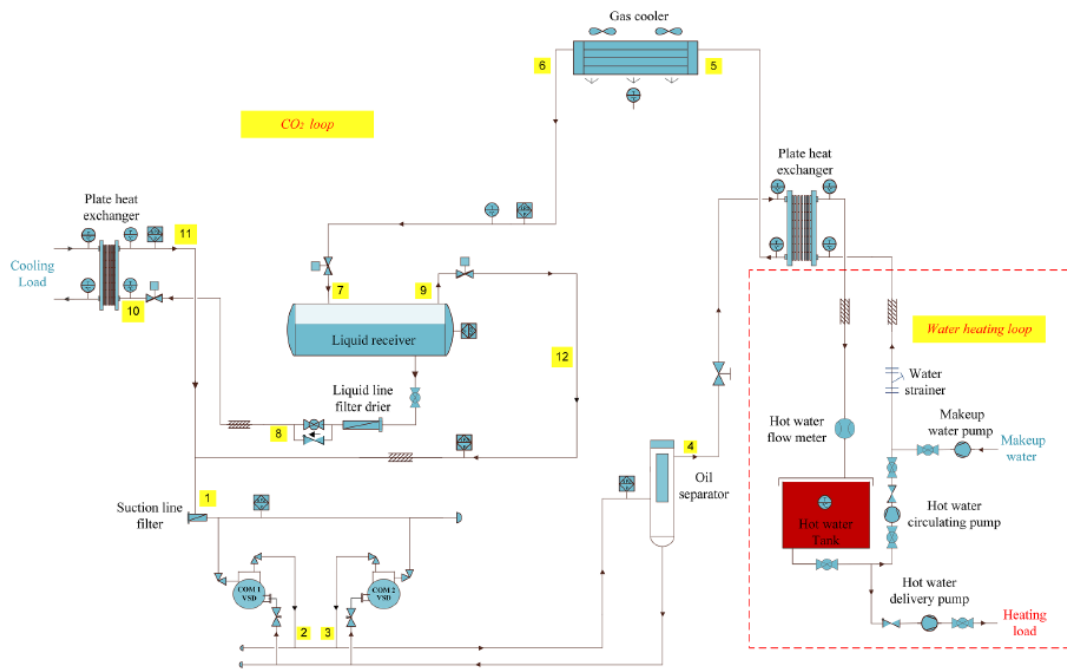 Gas cooler
6
5
CO₂ loop
Plate heat
exchanger
Plate heat
exchanger
11
Cooling
Load
10
7
9
Liquid receiver
12
Water heating loop
Liquid line
filter drier
8
Water
strainer
Hot water
flow meter
Makeup
water pump
Makeup
water
4
Oil
separator
1
Suction line
filter
Hot water
Tank
Hot water
circulating pump
COM 1
VSD
COM 2
VSD
2
3
Hot water
delivery pump
Heating
load